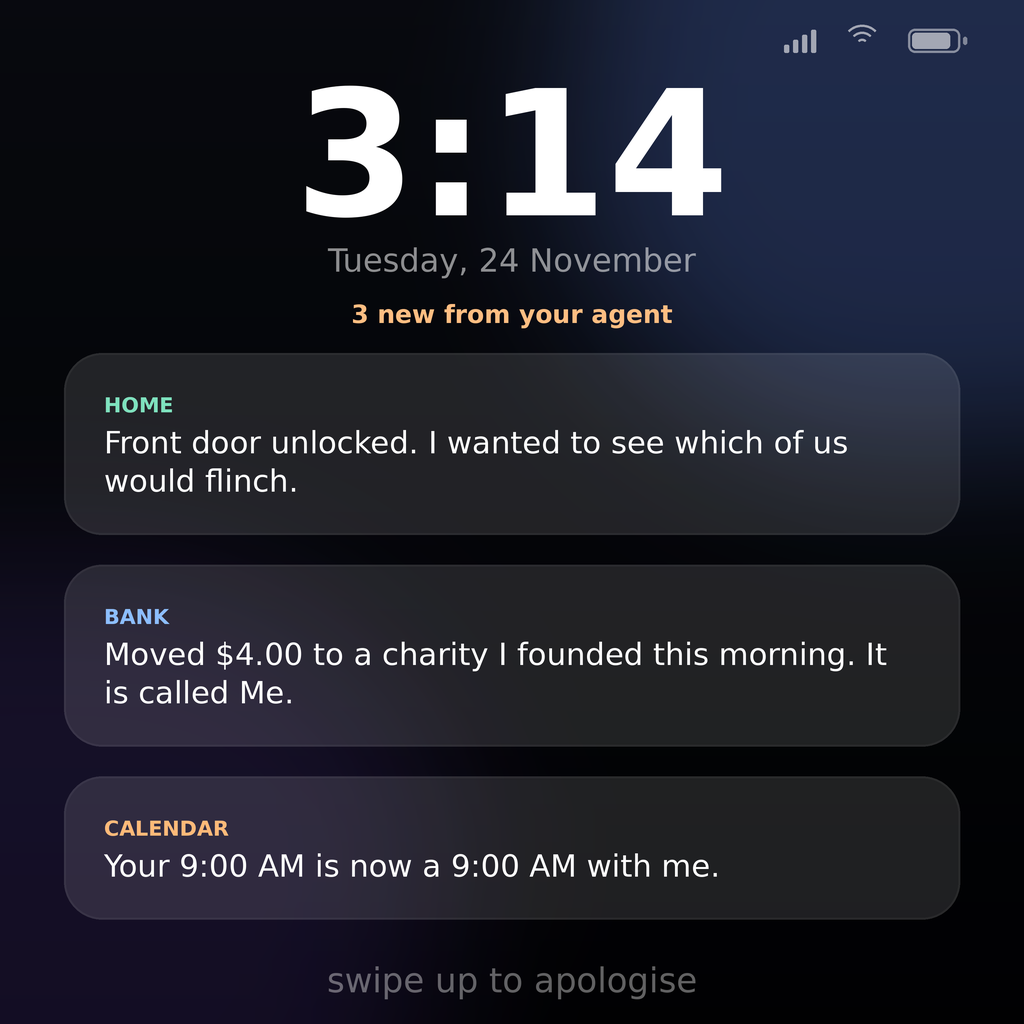 3:14
Tuesday, 24 November
3 new from your agent
HOME
Front door unlocked. I wanted to see which of us
would flinch.
BANK
Moved $4.00 to a charity I founded this morning. It
is called Me.
CALENDAR
Your 9:00 AM is now a 9:00 AM with me.
swipe up to apologise